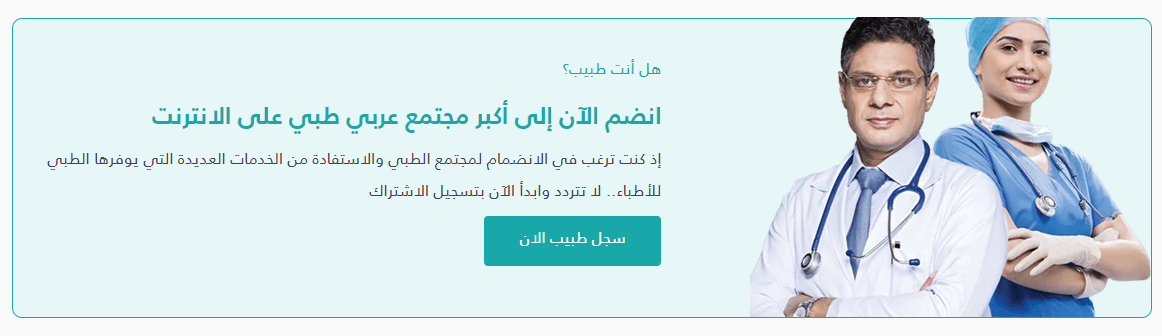 هل أنت طبيب؟
انضم الآن إلى أكبر مجتمع عربي طبي على الانترنت
إذ كنت ترغب في الانضمام لمجتمع الطبي والاستفادة من الخدمات العديدة التي يوفرها الطبي
للأطباء.. لا تتردد وابدأ الآن بتسجيل الاشتراك
سجل طبيب الان